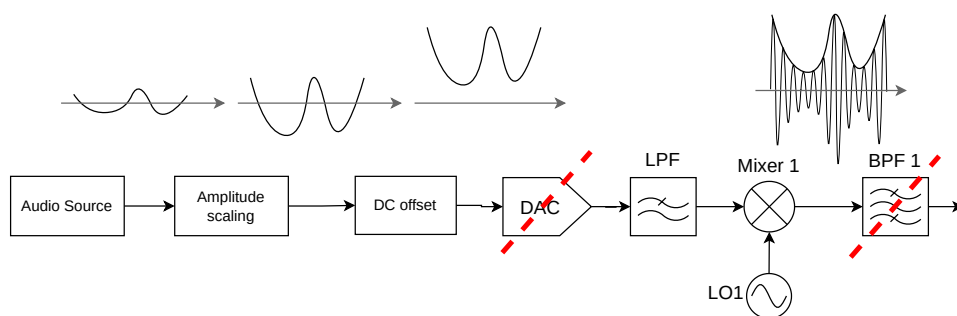 LPF
Mixer 1
BPF 1
Audio Source
Amplitude
scaling
DC offset
DAC
LO1